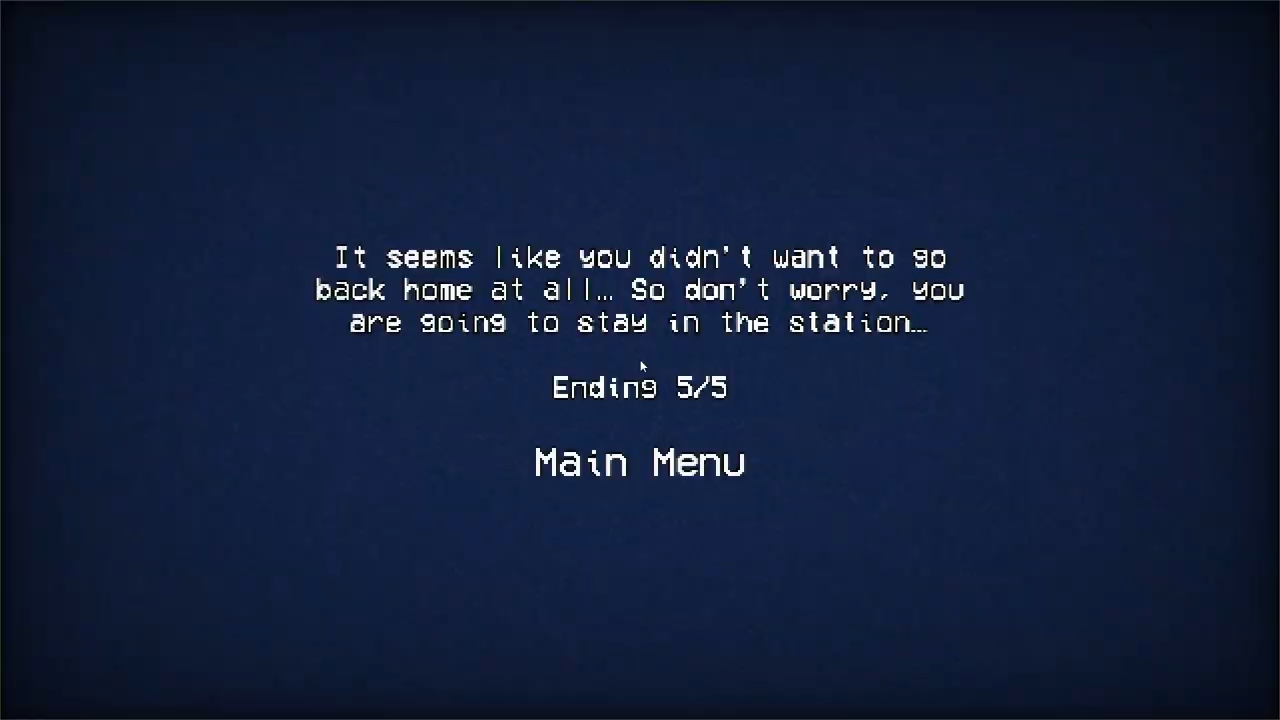 It seems like you didn't want to go
back home at all… So don't worry, you
are going to stay in the station…
Ending 5/5
Main Menu